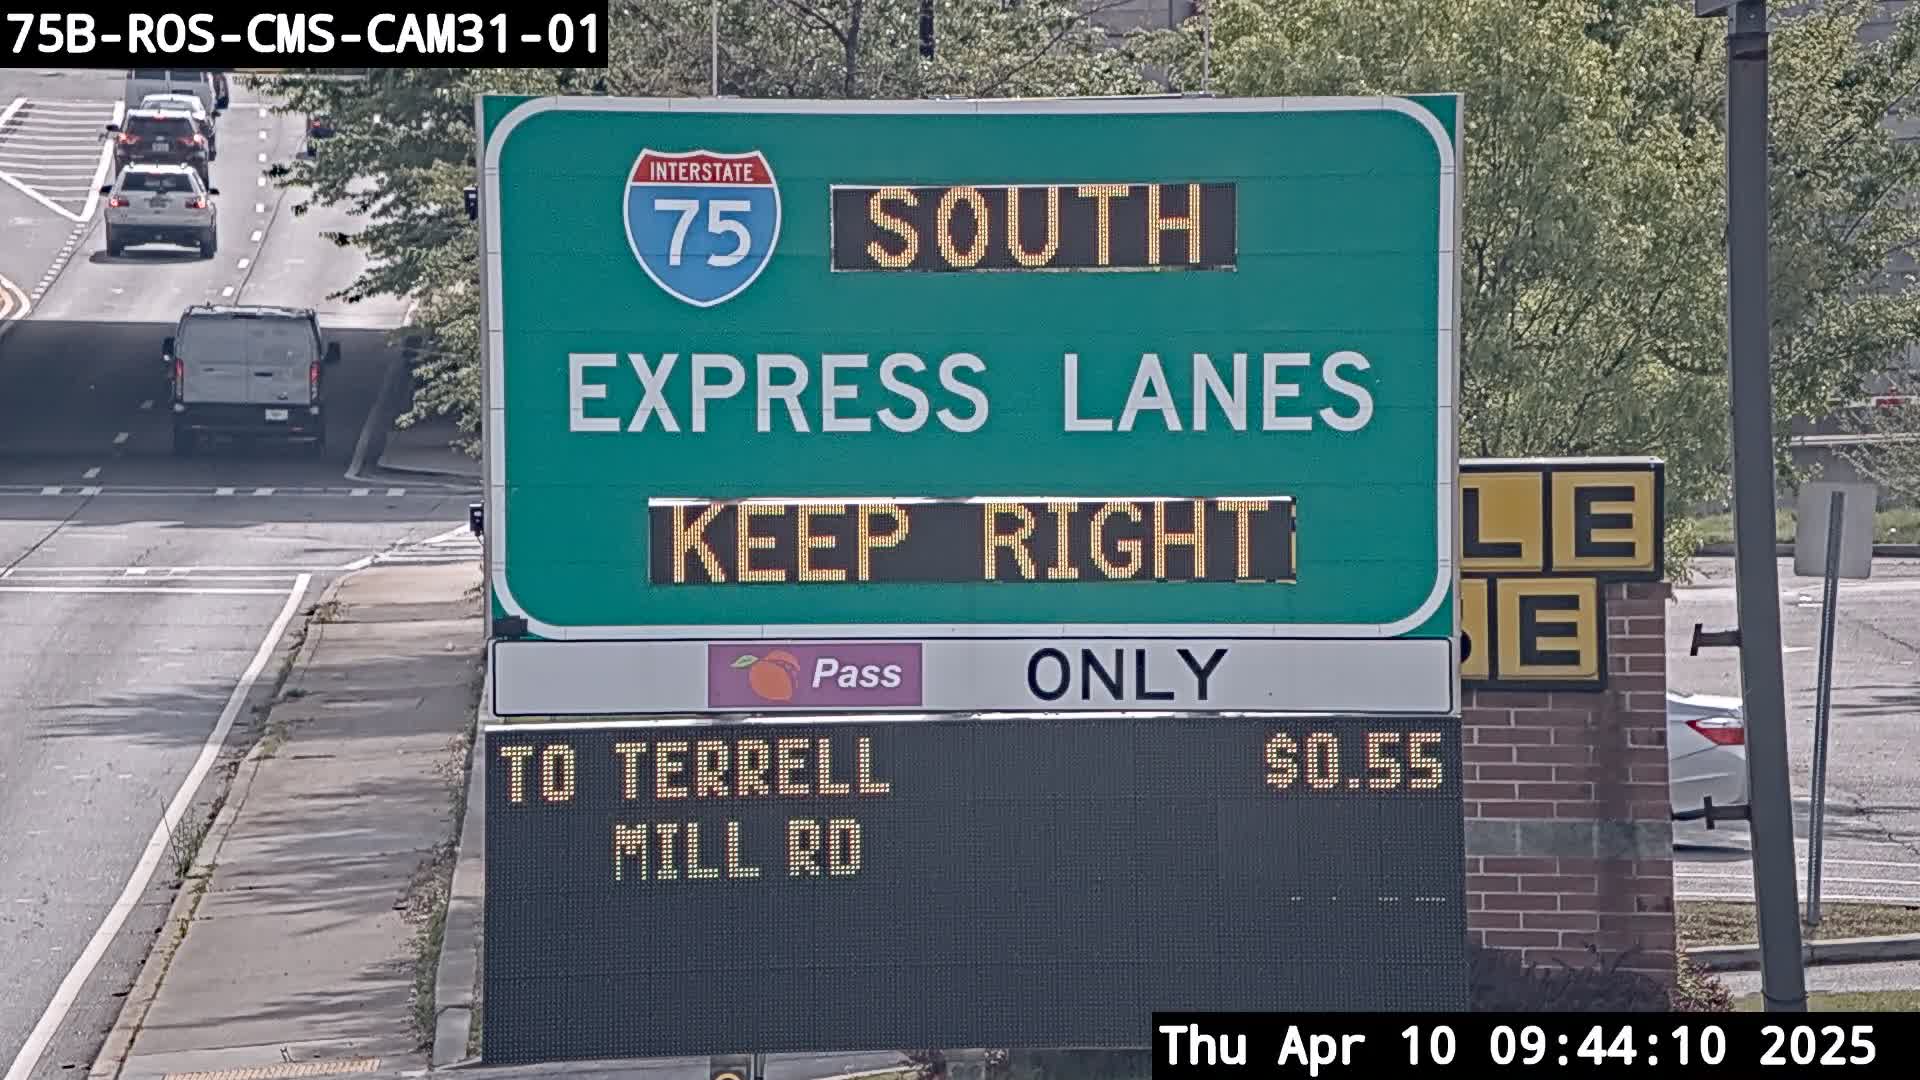 75B-ROS-CMS-CAM31-01
INTERSTATE
75
SOUTH
EXPRESS LANES
KEEP RIGHT
Pass ONLY
TO TERRELL $0.55
MILL RD
LE
E
Thu Apr 10 09:44:10 2025